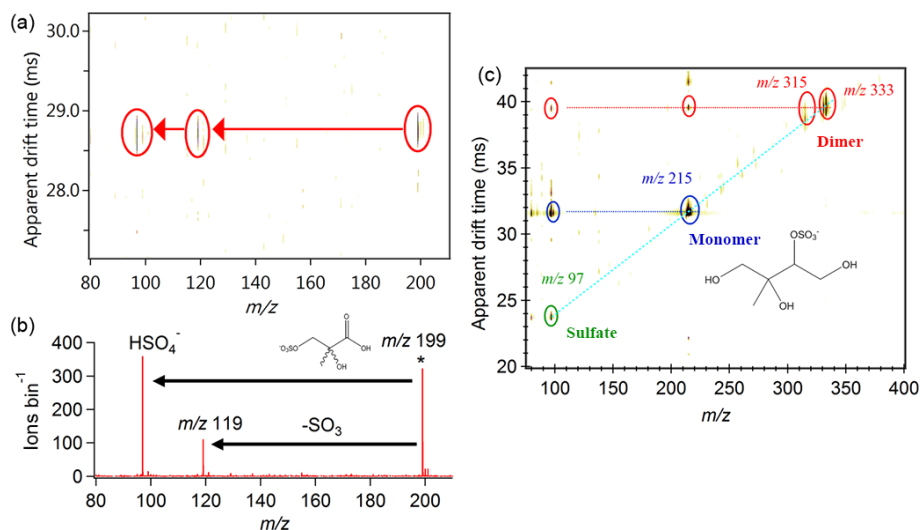 (a)
30.0
29.0
28.0
Apparent drift time (ms)
80 100 120 140 160 180 200
m/z
(b)
400
300
200
100
0
Ions bin-1
HSO4-
-O3SO
O
OH
OH
m/z 199
*
m/z 119
-SO3
80 100 120 140 160 180 200
m/z
(c)
40
35
30
25
20
Apparent drift time (ms)
m/z 315
m/z 333
Dimer
m/z 215
Monomer
OSO3-
HO
OH
OH
m/z 97
Sulfate
100 150 200 250 300 350 400
m/z